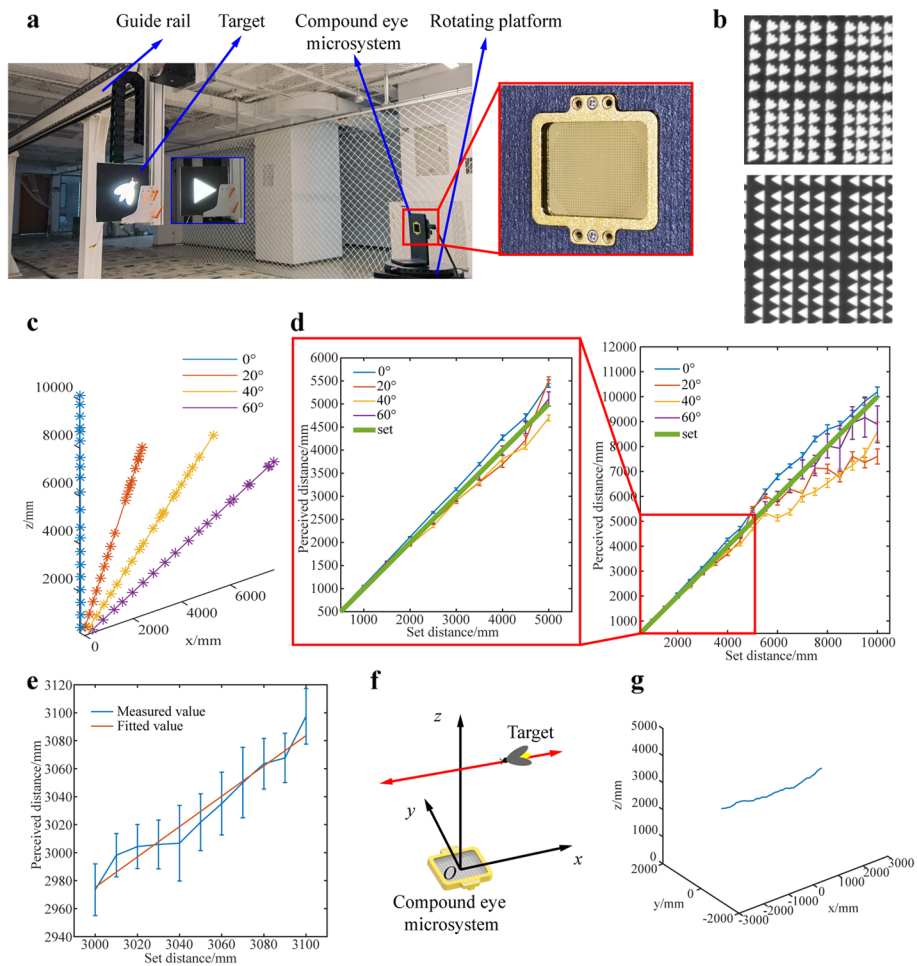 a
Guide rail
Target
Compound eye
microsystem
Rotating platform
b
c
0°
20°
40°
60°
10000
8000
6000
4000
2000
0
z/mm
0
2000
4000
6000
x/mm
d
6000
5500
5000
4500
4000
3500
3000
2500
2000
1500
1000
500
Perceived distance/mm
0°
20°
40°
60°
set
1000
2000
3000
4000
5000
Set distance/mm
12000
11000
10000
9000
8000
7000
6000
5000
4000
3000
2000
1000
Perceived distance/mm
0°
20°
40°
60°
set
2000
4000
6000
8000
10000
Set distance/mm
e
3120
3100
3080
3060
3040
3020
3000
2980
2960
2940
Perceived distance/mm
Measured value
Fitted value
3000
3020
3040
3060
3080
3100
Set distance/mm
f
z
Target
y
O
x
Compound eye
microsystem
g
5000
4000
3000
2000
1000
0
z/mm
2000
0
-2000
y/mm
-3000
-2000
-1000
0
1000
2000
3000
x/mm